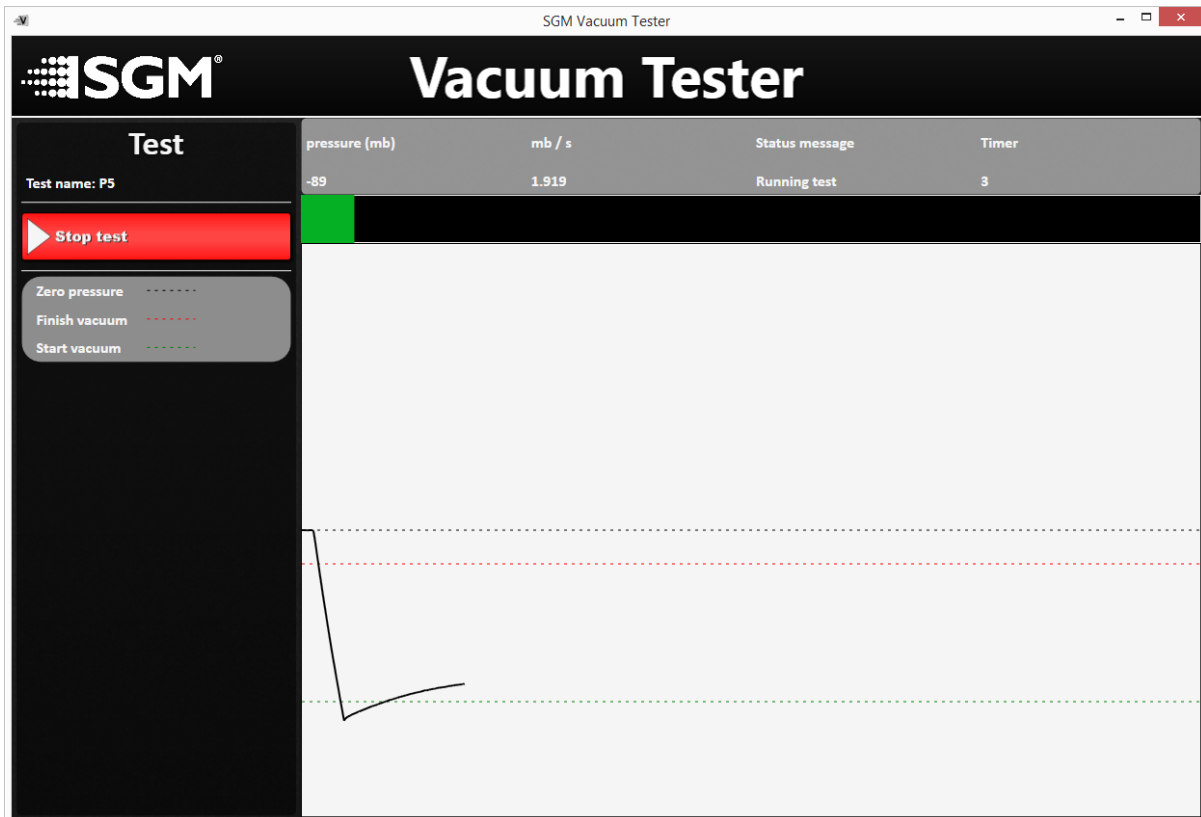 SGM Vacuum Tester
SGM®
Vacuum Tester
Test
Test name: P5
Stop test
Zero pressure
Finish vacuum
Start vacuum
pressure (mb) mb / s Status message Timer
-89 1.919 Running test 3